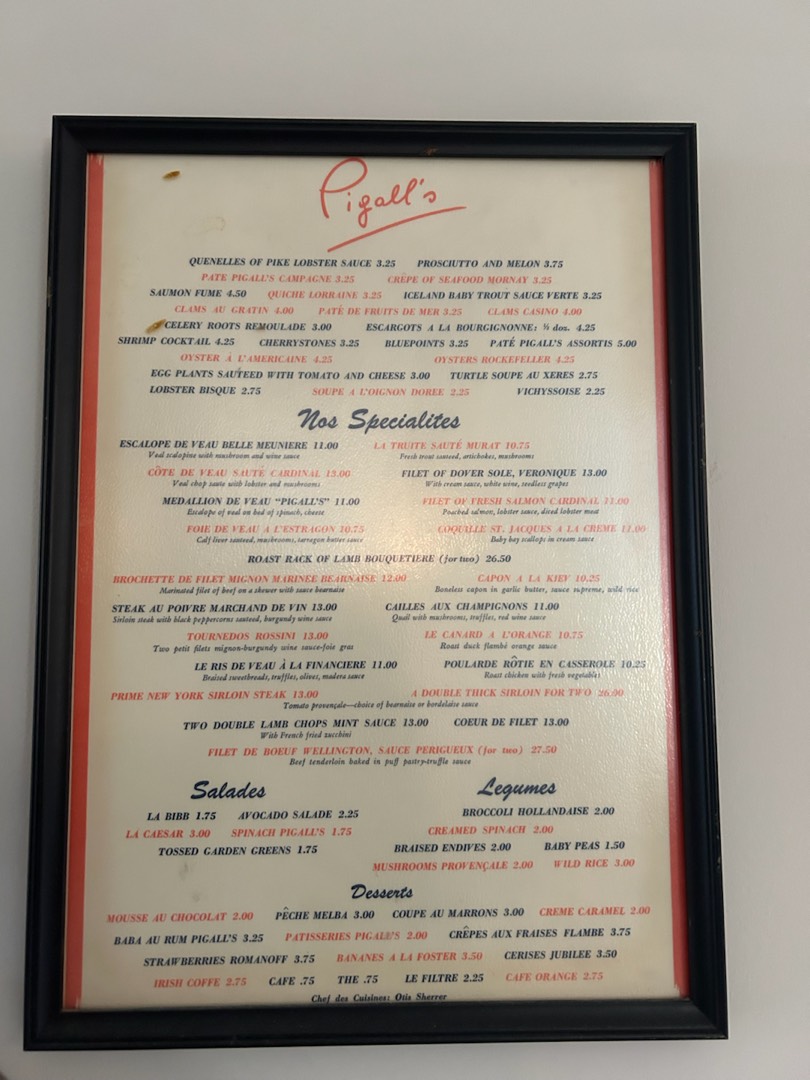 Pigall's
QUENELLES OF PIKE LOBSTER SAUCE 3.25 PROSCIUTTO AND MELON 3.75
PATE PIGALL'S CAMPAGNE 3.25 CRÊPE OF SEAFOOD MORNAY 3.25
SAUMON FUME 4.50 QUICHE LORRAINE 3.25 ICELAND BABY TROUT SAUCE VERTE 3.25
CLAMS AU GRATIN 4.00 PATÉ DE FRUITS DE MER 3.25 CLAMS CASINO 4.00
CELERY ROOTS REMOULADE 3.00 ESCARGOTS A LA BOURGIGNONNE: ½ doz. 4.25
SHRIMP COCKTAIL 4.25 CHERRYSTONES 3.25 BLUEPOINTS 3.25 PATÉ PIGALL'S ASSORTIS 5.00
OYSTER À L'AMERICAINE 4.25 OYSTERS ROCKEFELLER 4.25
EGG PLANTS SAUTEED WITH TOMATO AND CHEESE 3.00 TURTLE SOUPE AU XERES 2.75
LOBSTER BISQUE 2.75 SOUPE A L'OIGNON DOREE 2.25 VICHYSSOISE 2.25
Nos Specialites
ESCALOPE DE VEAU BELLE MEUNIERE 11.00 LA TRUITE SAUTÉ MURAT 10.75
Veal scalopine with mushroom and wine sauce Fresh trout sauteed, artichokes, mushrooms
CÔTE DE VEAU SAUTÉ CARDINAL 13.00 FILET OF DOVER SOLE, VERONIQUE 13.00
Veal chop saute with lobster and mushrooms With cream sauce, white wine, seedless grapes
MEDALLION DE VEAU "PIGALL'S" 11.00 FILET OF FRESH SALMON CARDINAL 11.00
Escalope of veal on bed of spinach, cheese Poached salmon, lobster sauce, diced lobster meat
FOIE DE VEAU A L'ESTRAGON 10.75 COQUILLE ST. JACQUES A LA CREME 11.00
Calf liver sauteed, mushrooms, tarragon butter sauce Baby bay scallops in cream sauce
ROAST RACK OF LAMB BOUQUETIERE (for two) 26.50
BROCHETTE DE FILET MIGNON MARINEE BEARNAISE 12.00 CAPON A LA KIEV 10.25
Marinated filet of beef on a skewer with sauce bearnaise Boneless capon in garlic butter, sauce supreme, wild rice
STEAK AU POIVRE MARCHAND DE VIN 13.00 CAILLES AUX CHAMPIGNONS 11.00
Sirloin steak with black peppercorns sauteed, burgundy wine sauce Quail with mushrooms, truffles, red wine sauce
TOURNEDOS ROSSINI 13.00 LE CANARD A L'ORANGE 10.75
Two petit filets mignon-burgundy wine sauce-foie gras Roast duck flambé orange sauce
LE RIS DE VEAU À LA FINANCIERE 11.00 POULARDE RÔTIE EN CASSEROLE 10.25
Braised sweetbreads, truffles, olives, madera sauce Roast chicken with fresh vegetables
PRIME NEW YORK SIRLOIN STEAK 13.00 A DOUBLE THICK SIRLOIN FOR TWO 26.00
Tomato provençale—choice of bearnaise or bordelaise sauce
TWO DOUBLE LAMB CHOPS MINT SAUCE 13.00 COEUR DE FILET 13.00
With French fried zucchini
FILET DE BOEUF WELLINGTON, SAUCE PERIGUEUX (for two) 27.50
Beef tenderloin baked in puff pastry-truffle sauce
Salades Legumes
LA BIBB 1.75 AVOCADO SALADE 2.25 BROCCOLI HOLLANDAISE 2.00
LA CAESAR 3.00 SPINACH PIGALL'S 1.75 CREAMED SPINACH 2.00
TOSSED GARDEN GREENS 1.75 BRAISED ENDIVES 2.00 BABY PEAS 1.50
MUSHROOMS PROVENÇALE 2.00 WILD RICE 3.00
Desserts
MOUSSE AU CHOCOLAT 2.00 PÊCHE MELBA 3.00 COUPE AU MARRONS 3.00 CREME CARAMEL 2.00
BABA AU RUM PIGALL'S 3.25 PATISSERIES PIGALL'S 2.00 CRÊPES AUX FRAISES FLAMBE 3.75
STRAWBERRIES ROMANOFF 3.75 BANANES A LA FOSTER 3.50 CERISES JUBILEE 3.50
IRISH COFFE 2.75 CAFE .75 THE .75 LE FILTRE 2.25 CAFE ORANGE 2.75
Chef des Cuisines: Otis Sherrer